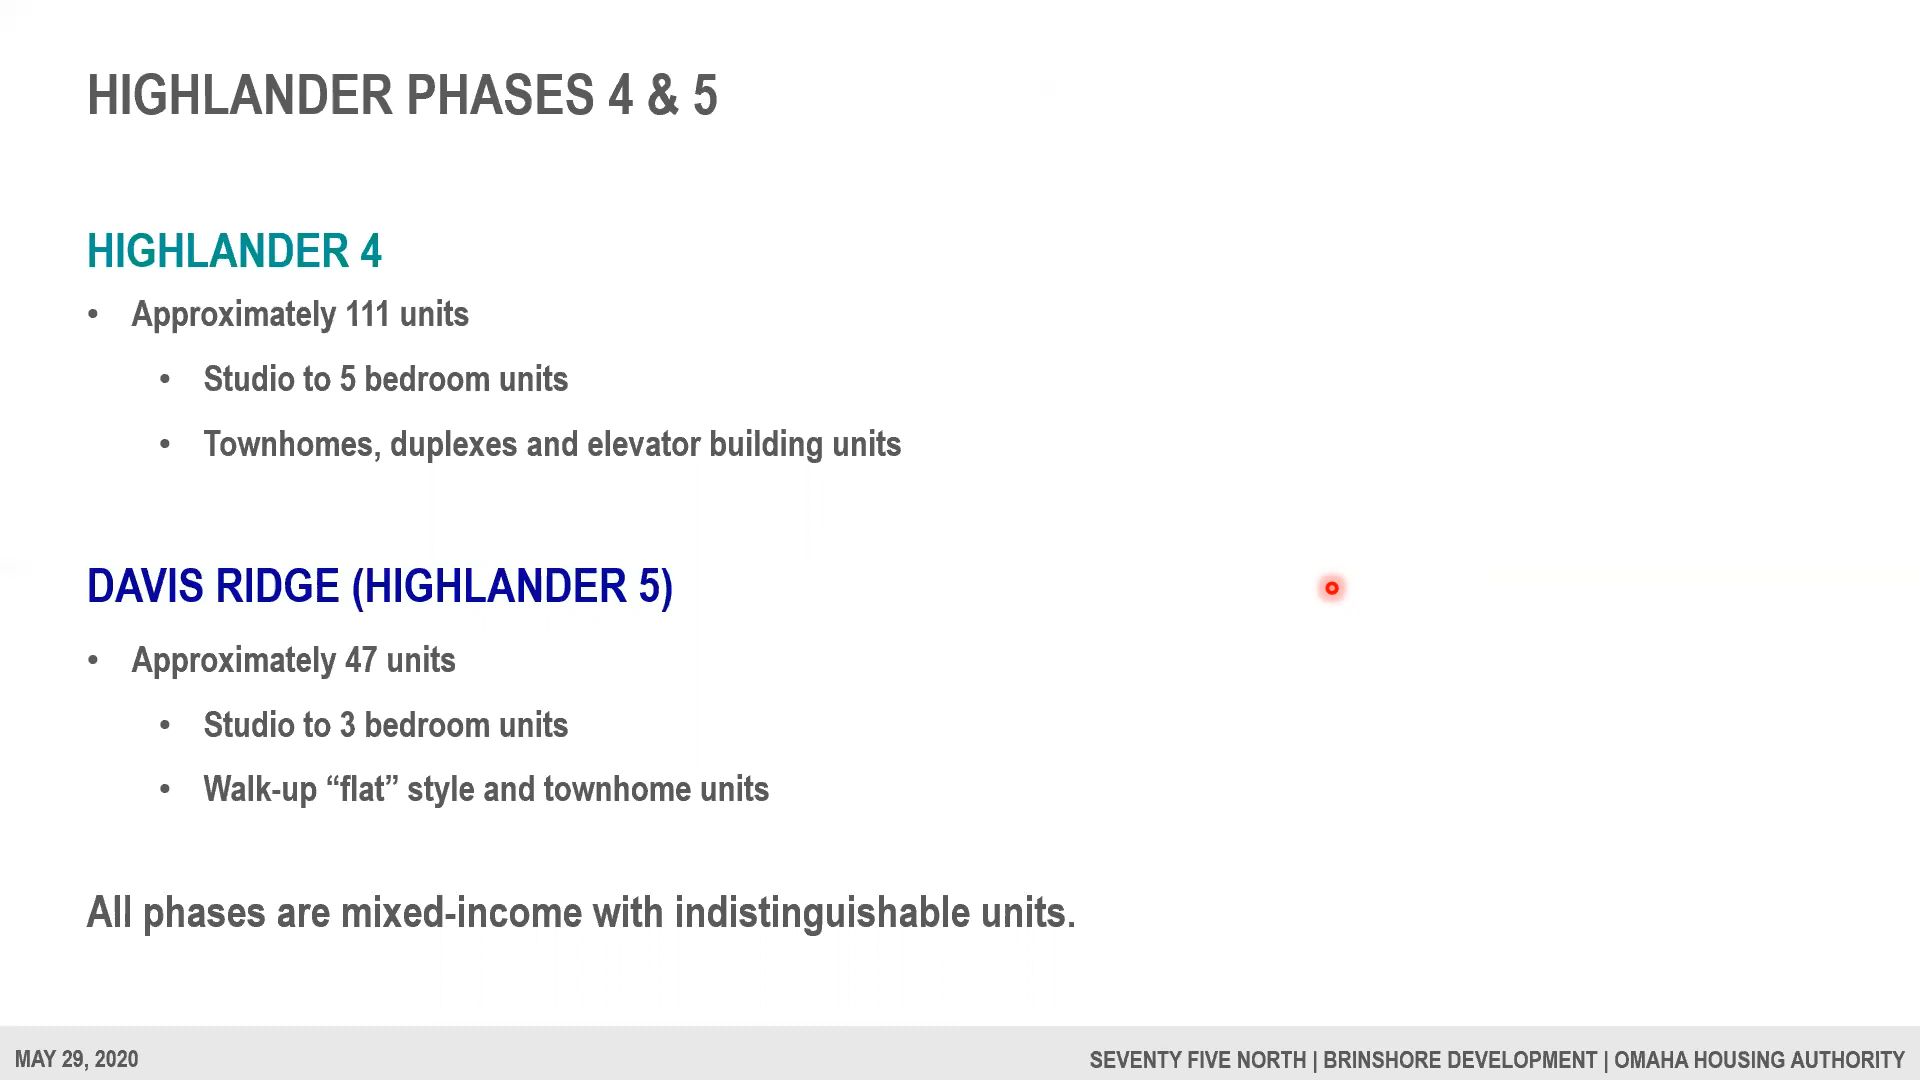 HIGHLANDER PHASES 4 & 5
HIGHLANDER 4
• Approximately 111 units
• Studio to 5 bedroom units
• Townhomes, duplexes and elevator building units
DAVIS RIDGE (HIGHLANDER 5)
• Approximately 47 units
• Studio to 3 bedroom units
• Walk-up “flat” style and townhome units
All phases are mixed-income with indistinguishable units.
MAY 29, 2020
SEVENTY FIVE NORTH | BRINSHORE DEVELOPMENT | OMAHA HOUSING AUTHORITY